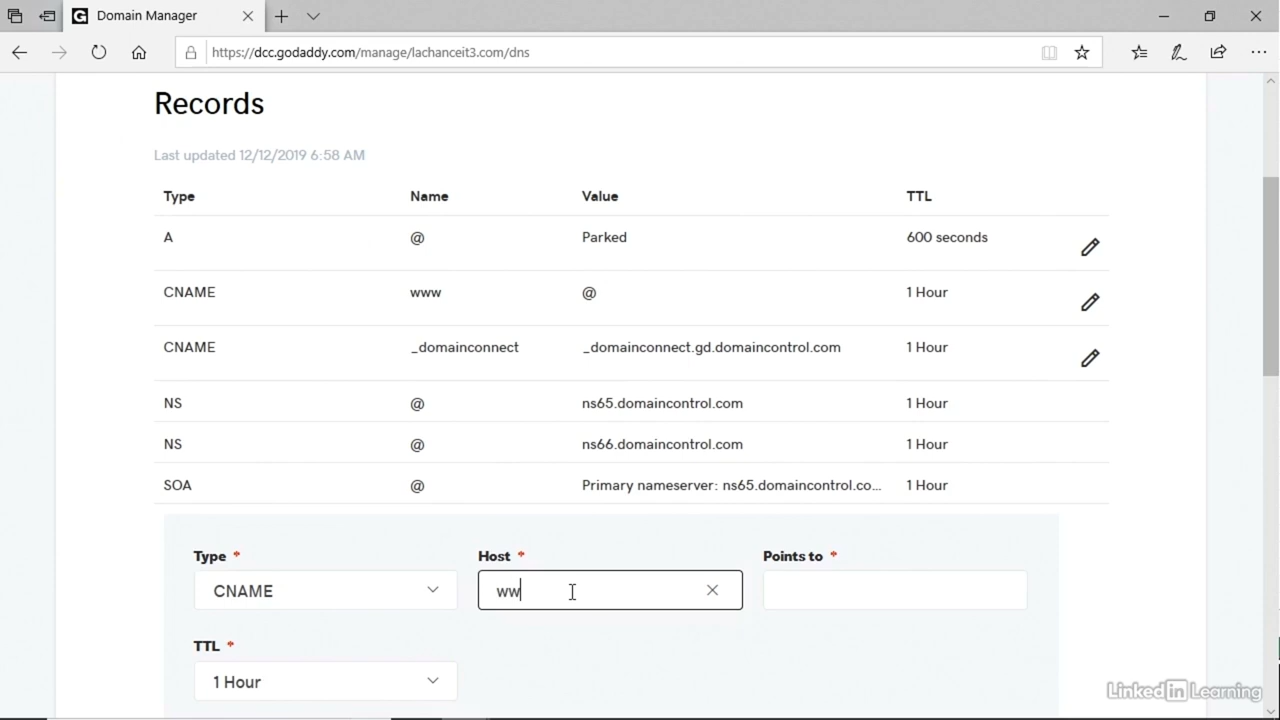 Domain Manager
https://dcc.godaddy.com/manage/lachanceit3.com/dns
Records
Last updated 12/12/2019 6:58 AM
Type Name Value TTL
A @ Parked 600 seconds
CNAME www @ 1 Hour
CNAME _domainconnect _domainconnect.gd.domaincontrol.com 1 Hour
NS @ ns65.domaincontrol.com 1 Hour
NS @ ns66.domaincontrol.com 1 Hour
SOA @ Primary nameserver: ns65.domaincontrol.co... 1 Hour
Type * Host * Points to *
CNAME ww
TTL *
1 Hour
LinkedIn Learning